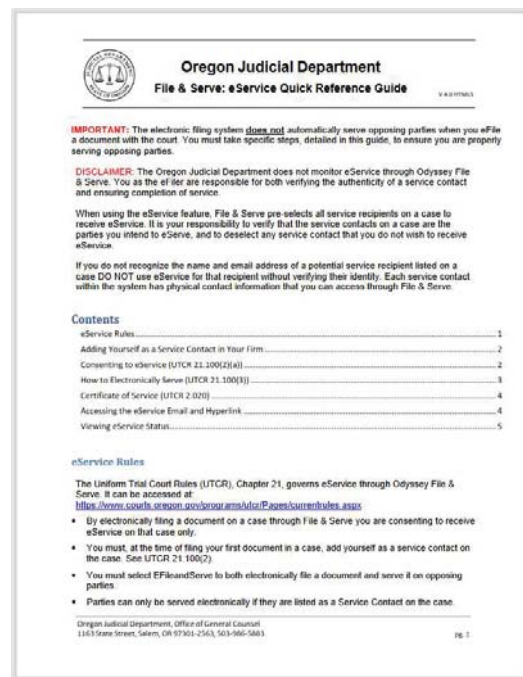 Oregon Judicial Department
File & Serve: eService Quick Reference Guide
IMPORTANT: The electronic filing system does not automatically serve opposing parties when you eFile
a document with the court. You must take specific steps, detailed in this guide, to ensure you are properly
serving opposing parties.
DISCLAIMER: The Oregon Judicial Department does not monitor eService through Odyssey File
& Serve. You as the eFiler are responsible for both verifying the authenticity of a service contact
and ensuring completion of service.
When using the eService feature, File & Serve pre-selects all service recipients on a case to
receive eService. It is your responsibility to verify that the service contacts on a case are the
parties you intend to eServe, and to deselect any service contact that you do not wish to receive
eService.
If you do not recognize the name and email address of a potential service recipient listed on a
case DO NOT use eService for that recipient without verifying their identity. Each service contact
within the system has physical contact information that you can access through File & Serve.
Contents
eService Rules 1
Adding Yourself as a Service Contact in Your Firm 2
Consenting to eService (UTCR 21.100(2)(a)) 2
How to Electronically Serve (UTCR 21.100(3)) 3
Certificate of Service (UTCR 2.020) 4
Accessing the eService Email and Hyperlink 4
Viewing eService Status 5
eService Rules
The Uniform Trial Court Rules (UTCR), Chapter 21, governs eService through Odyssey File &
Serve. It can be accessed at:
https://www.courts.oregon.gov/programs/utcr/Pages/currentrules.aspx
• By electronically filing a document on a case through File & Serve you are consenting to receive
eService on that case only.
• You must, at the time of filing your first document in a case, add yourself as a service contact on
the case. See UTCR 21.100(2).
• You must select EFileandServe to both electronically file a document and serve it on opposing
parties.
• Parties can only be served electronically if they are listed as a Service Contact on the case.
Oregon Judicial Department, Office of General Counsel
1163 State Street, Salem, OR 97301-2563, 503-986-5883